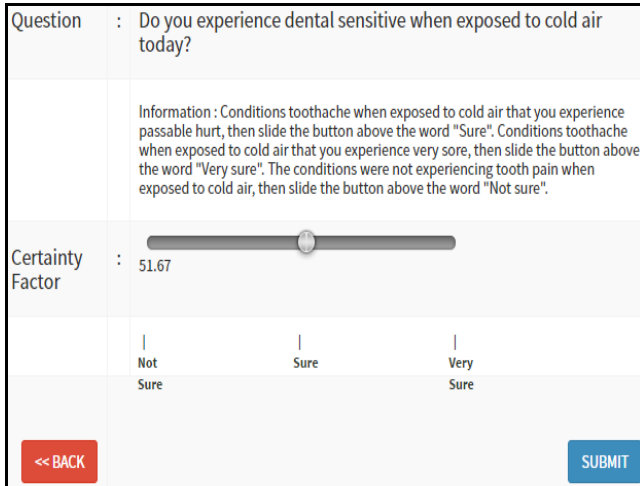 Question : Do you experience dental sensitive when exposed to cold air
today?
Information : Conditions toothache when exposed to cold air that you experience
passable hurt, then slide the button above the word "Sure". Conditions toothache
when exposed to cold air that you experience very sore, then slide the button above
the word "Very sure". The conditions were not experiencing tooth pain when
exposed to cold air, then slide the button above the word "Not sure".
Certainty : 
Factor
51.67
| | |
Not Sure Very
Sure Sure
<< BACK SUBMIT